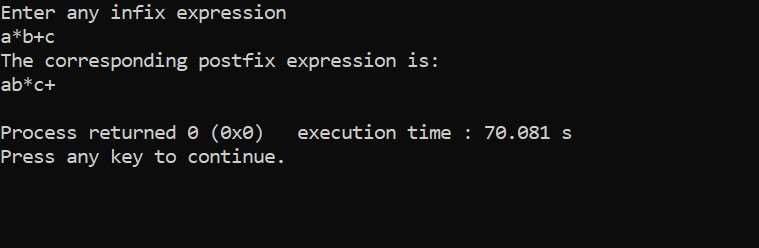 Enter any infix expression
a*b+c
The corresponding postfix expression is:
ab*c+
Process returned 0 (0x0)   execution time : 70.081 s
Press any key to continue.